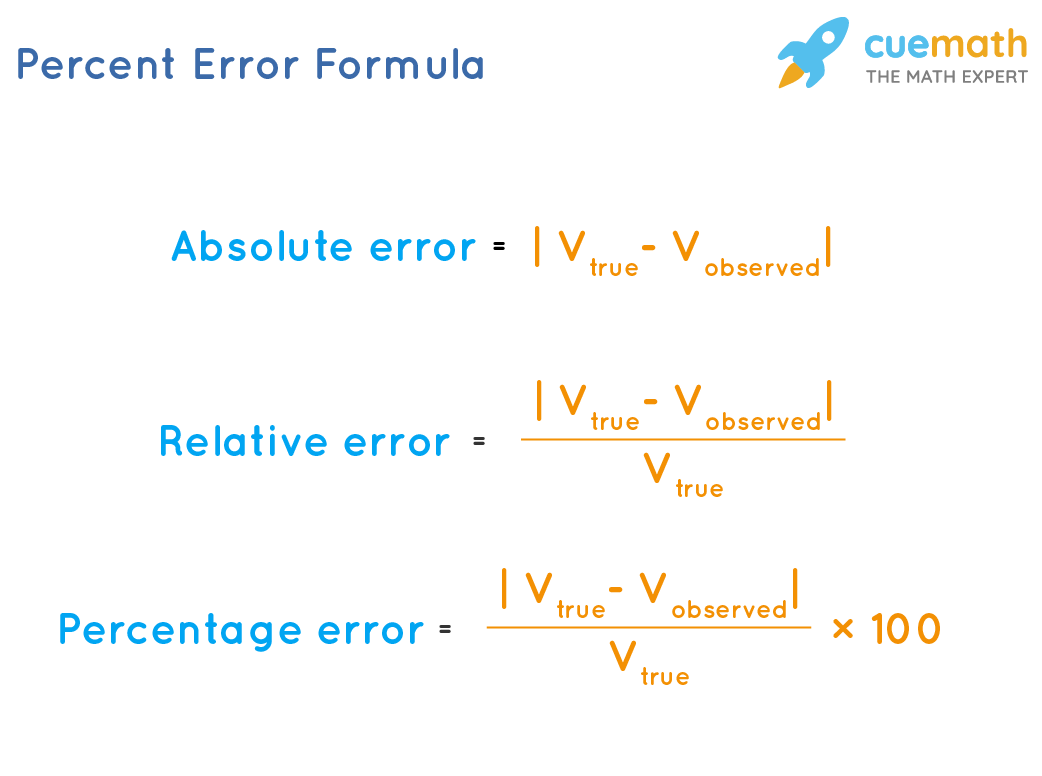 Percent Error Formula
cuemath
THE MATH EXPERT
Absolute error = | V true - V observed |
| V true - V observed |
Relative error =
V true
| V true - V observed |
Percentage error = × 100
V true